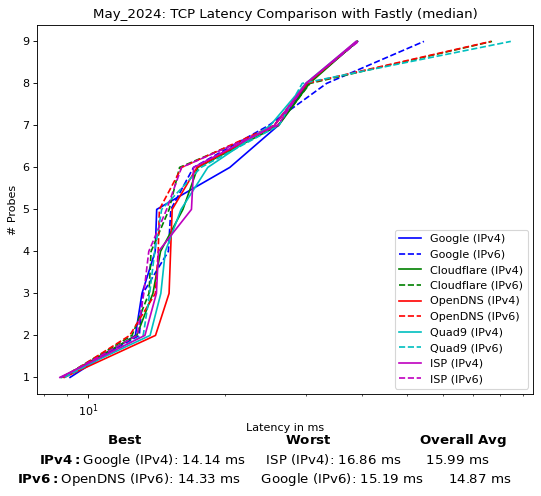 May_2024: TCP Latency Comparison with Fastly (median)
# Probes
9
8
7
6
5
4
3
2
1
Google (IPv4)
Google (IPv6)
Cloudflare (IPv4)
Cloudflare (IPv6)
OpenDNS (IPv4)
OpenDNS (IPv6)
Quad9 (IPv4)
Quad9 (IPv6)
ISP (IPv4)
ISP (IPv6)
10¹
Latency in ms
Best Worst Overall Avg
IPv4: Google (IPv4): 14.14 ms ISP (IPv4): 16.86 ms 15.99 ms
IPv6: OpenDNS (IPv6): 14.33 ms Google (IPv6): 15.19 ms 14.87 ms